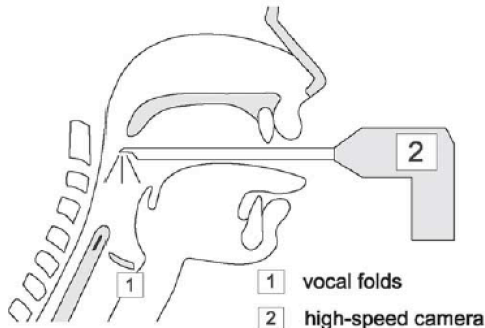 2
1
1 vocal folds
2 high-speed camera